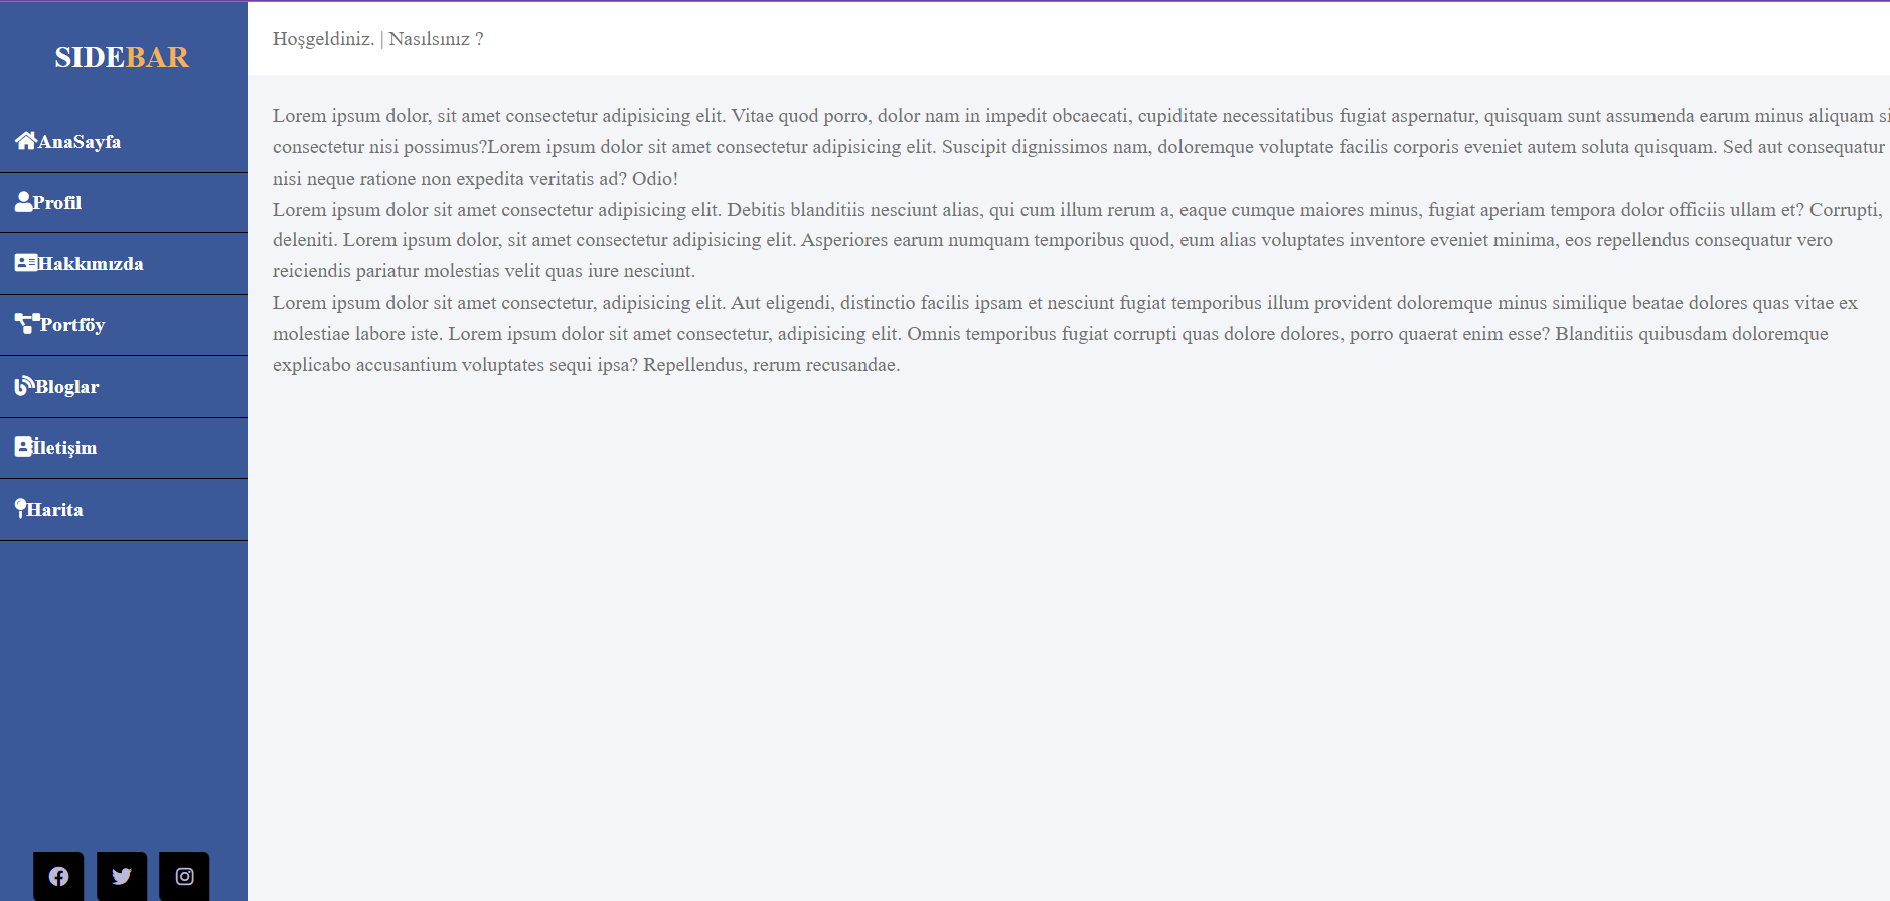 SIDEBAR
AnaSayfa
Profil
Hakkımızda
Portföy
Bloglar
İletişim
Harita
Hoşgeldiniz. | Nasılsınız ?
Lorem ipsum dolor, sit amet consectetur adipisicing elit. Vitae quod porro, dolor nam in impedit obcaecati, cupiditate necessitatibus fugiat aspernatur, quisquam sunt assumenda earum minus aliquam si
consectetur nisi possimus?Lorem ipsum dolor sit amet consectetur adipisicing elit. Suscipit dignissimos nam, doloremque voluptate facilis corporis eveniet autem soluta quisquam. Sed aut consequatur
nisi neque ratione non expedita veritatis ad? Odio!
Lorem ipsum dolor sit amet consectetur adipisicing elit. Debitis blanditiis nesciunt alias, qui cum illum rerum a, eaque cumque maiores minus, fugiat aperiam tempora dolor officiis ullam et? Corrupti,
deleniti. Lorem ipsum dolor, sit amet consectetur adipisicing elit. Asperiores earum numquam temporibus quod, eum alias voluptates inventore eveniet minima, eos repellendus consequatur vero
reiciendis pariatur molestias velit quas iure nesciunt.
Lorem ipsum dolor sit amet consectetur, adipisicing elit. Aut eligendi, distinctio facilis ipsam et nesciunt fugiat temporibus illum provident doloremque minus similique beatae dolores quas vitae ex
molestiae labore iste. Lorem ipsum dolor sit amet consectetur, adipisicing elit. Omnis temporibus fugiat corrupti quas dolore dolores, porro quaerat enim esse? Blanditiis quibusdam doloremque
explicabo accusantium voluptates sequi ipsa? Repellendus, rerum recusandae.